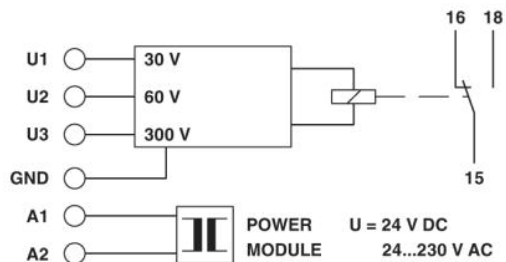 16 18
U1 30 V
U2 60 V
U3 300 V
15
GND
A1
POWER U = 24 V DC
A2 MODULE 24...230 V AC